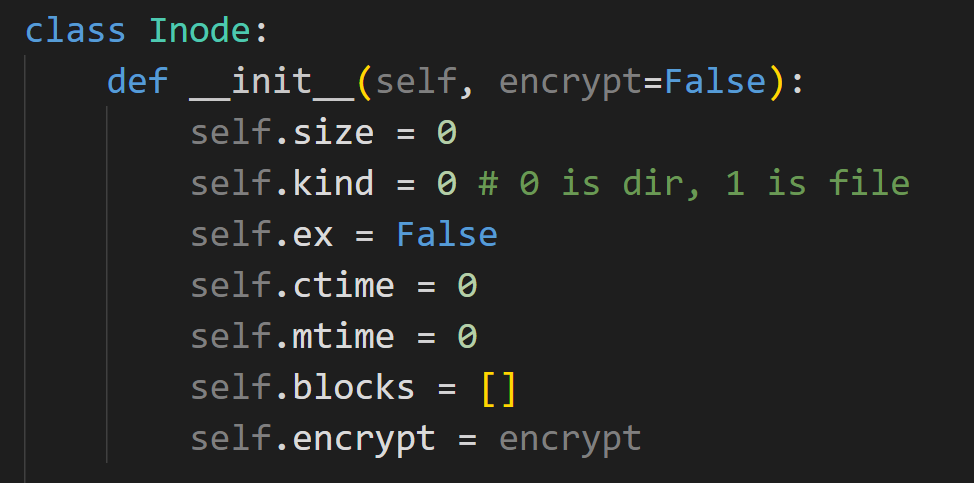 class Inode:
    def __init__(self, encrypt=False):
        self.size = 0
        self.kind = 0 # 0 is dir, 1 is file
        self.ex = False
        self.ctime = 0
        self.mtime = 0
        self.blocks = []
        self.encrypt = encrypt